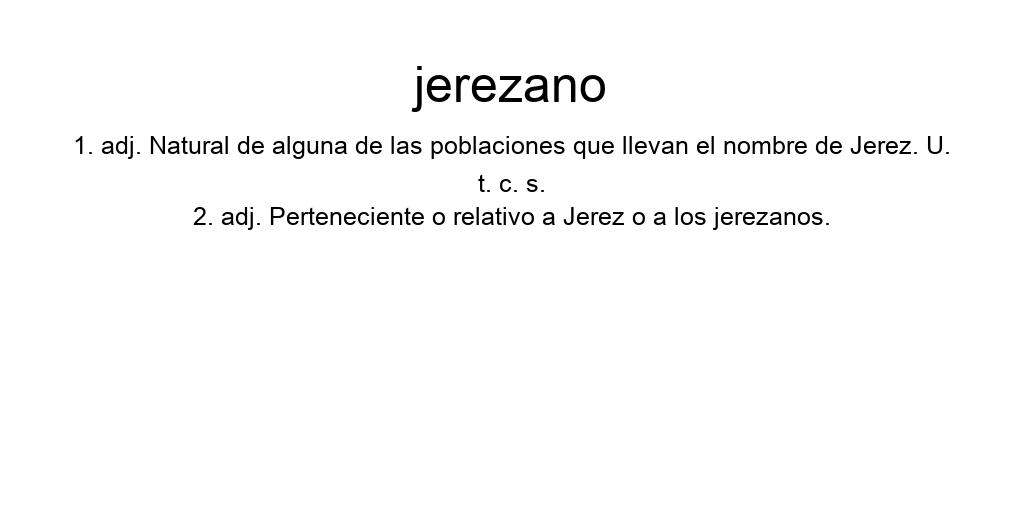 jerezano
1. adj. Natural de alguna de las poblaciones que llevan el nombre de Jerez. U.
t. c. s.
2. adj. Perteneciente o relativo a Jerez o a los jerezanos.